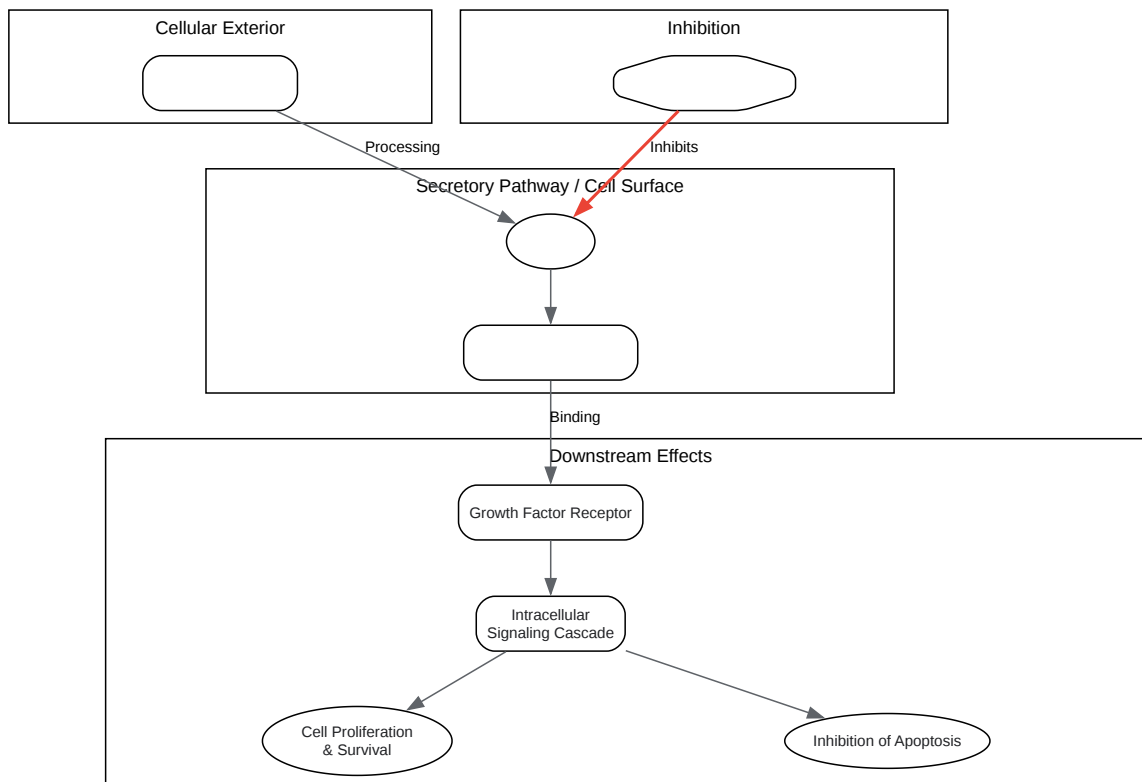 Cellular Exterior
Inhibition
Processing
Inhibits
Secretory Pathway / Cell Surface
Binding
Downstream Effects
Growth Factor Receptor
Intracellular
Signaling Cascade
Cell Proliferation
& Survival
Inhibition of Apoptosis